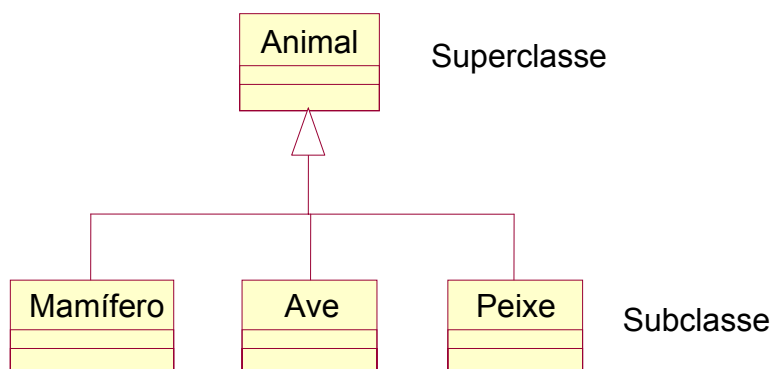 Animal
Superclasse
Mamífero
Ave
Peixe
Subclasse